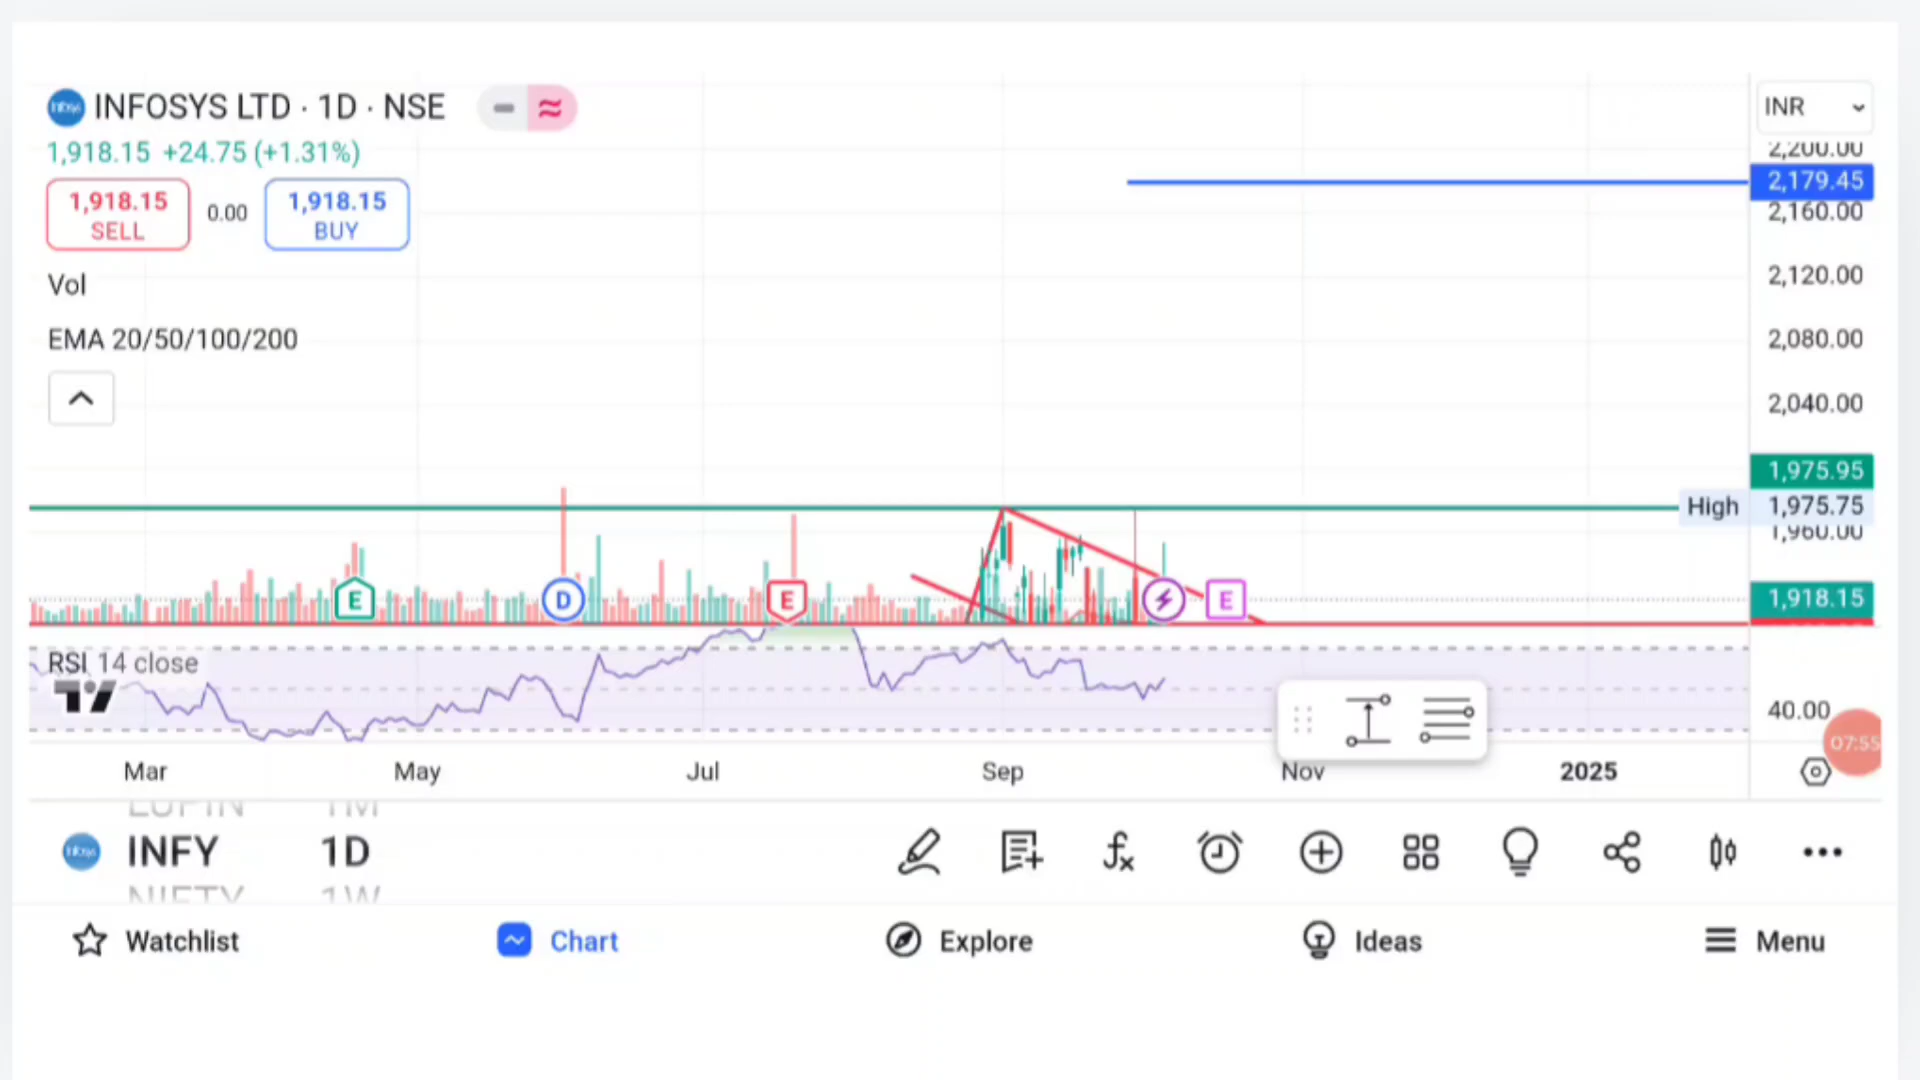 INFOSYS LTD · 1D · NSE
INR
1,918.15 +24.75 (+1.31%)
2,200.00
2,179.45
1,918.15 SELL
0.00
1,918.15 BUY
2,160.00
Vol
2,120.00
EMA 20/50/100/200
2,080.00
2,040.00
1,975.95
High 1,975.75
1,960.00
E
D
E
E
1,918.15
RSI 14 close
40.00
07:55
Mar May Jul Sep Nov 2025
LUPIN 1M
INFY 1D
NIFTY 1W
Watchlist Chart Explore Ideas Menu